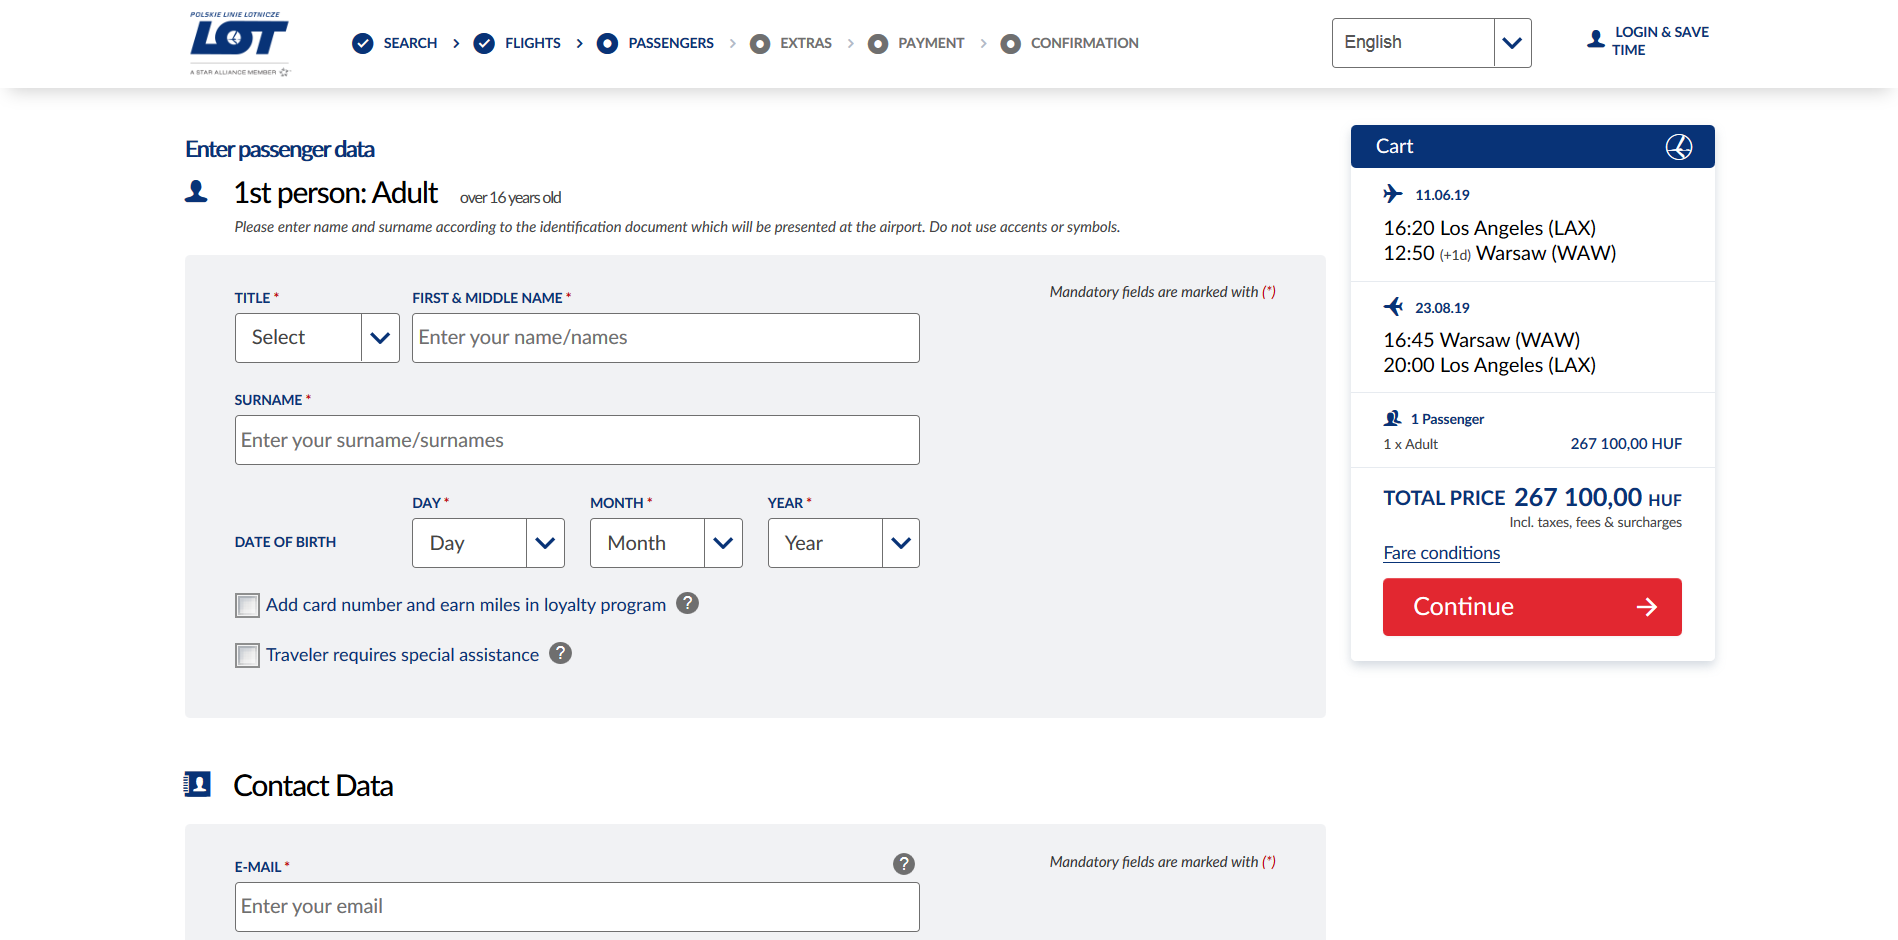 POLSKIE LINIE LOTNICZE
LOT
A STAR ALLIANCE MEMBER
SEARCH
FLIGHTS
PASSENGERS
EXTRAS
PAYMENT
CONFIRMATION
English
LOGIN & SAVE
TIME
Enter passenger data
1st person: Adult over 16 years old
Please enter name and surname according to the identification document which will be presented at the airport. Do not use accents or symbols.
Mandatory fields are marked with (*)
TITLE * FIRST & MIDDLE NAME *
Select Enter your name/names
SURNAME *
Enter your surname/surnames
DAY * MONTH * YEAR *
DATE OF BIRTH Day Month Year
Add card number and earn miles in loyalty program ?
Traveler requires special assistance ?
Contact Data
E-MAIL * ?
Mandatory fields are marked with (*)
Enter your email
Cart
11.06.19
16:20 Los Angeles (LAX)
12:50 (+1d) Warsaw (WAW)
23.08.19
16:45 Warsaw (WAW)
20:00 Los Angeles (LAX)
1 Passenger
1 x Adult 267 100,00 HUF
TOTAL PRICE 267 100,00 HUF
Incl. taxes, fees & surcharges
Fare conditions
Continue